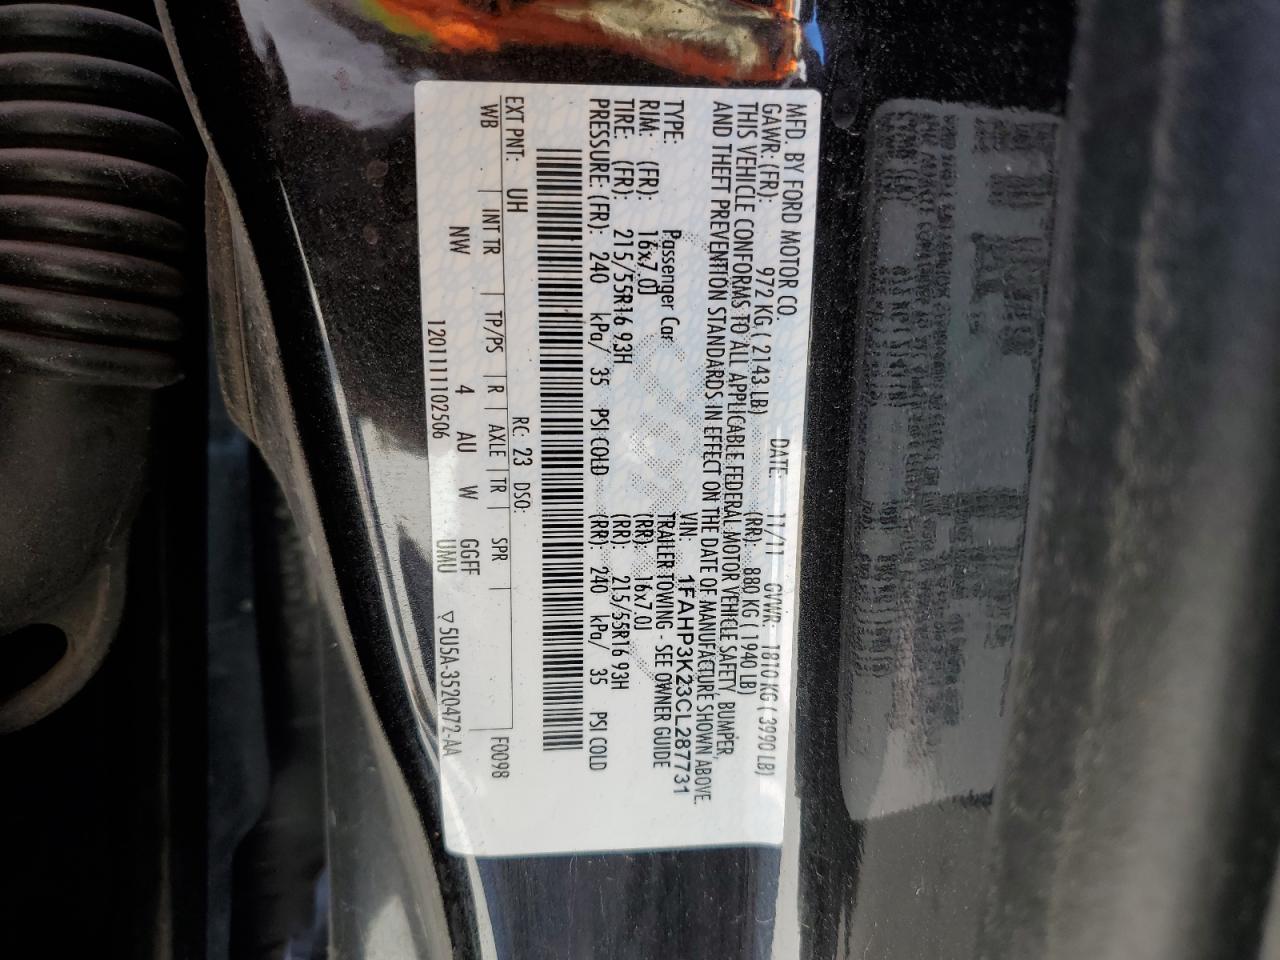 MFD. BY FORD MOTOR CO.
DATE: 11/11 GVWR: 1810 KG ( 3990 LB)
GAWR: (FR): 972 KG ( 2143 LB) (RR): 880 KG ( 1940 LB)
THIS VEHICLE CONFORMS TO ALL APPLICABLE FEDERAL MOTOR VEHICLE SAFETY, BUMPER,
AND THEFT PREVENTION STANDARDS IN EFFECT ON THE DATE OF MANUFACTURE SHOWN ABOVE.
VIN: 1FAHP3K23CL287731
TYPE: Passenger Car TRAILER TOWING - SEE OWNER GUIDE
RIM: (FR): 16x7.0J (RR): 16x7.0J
TIRE: (FR): 215/55R16 93H (RR): 215/55R16 93H
PRESSURE (FR): 240 kPa/ 35 PSI COLD (RR): 240 kPa/ 35 PSI COLD
EXT PNT: UH RC: 23 DSO: F0098
WB INT TR TP/PS R AXLE TR SPR
NW 4 AU W GGFF
1201111102506 UMU ▽5U5A-3520472-AA